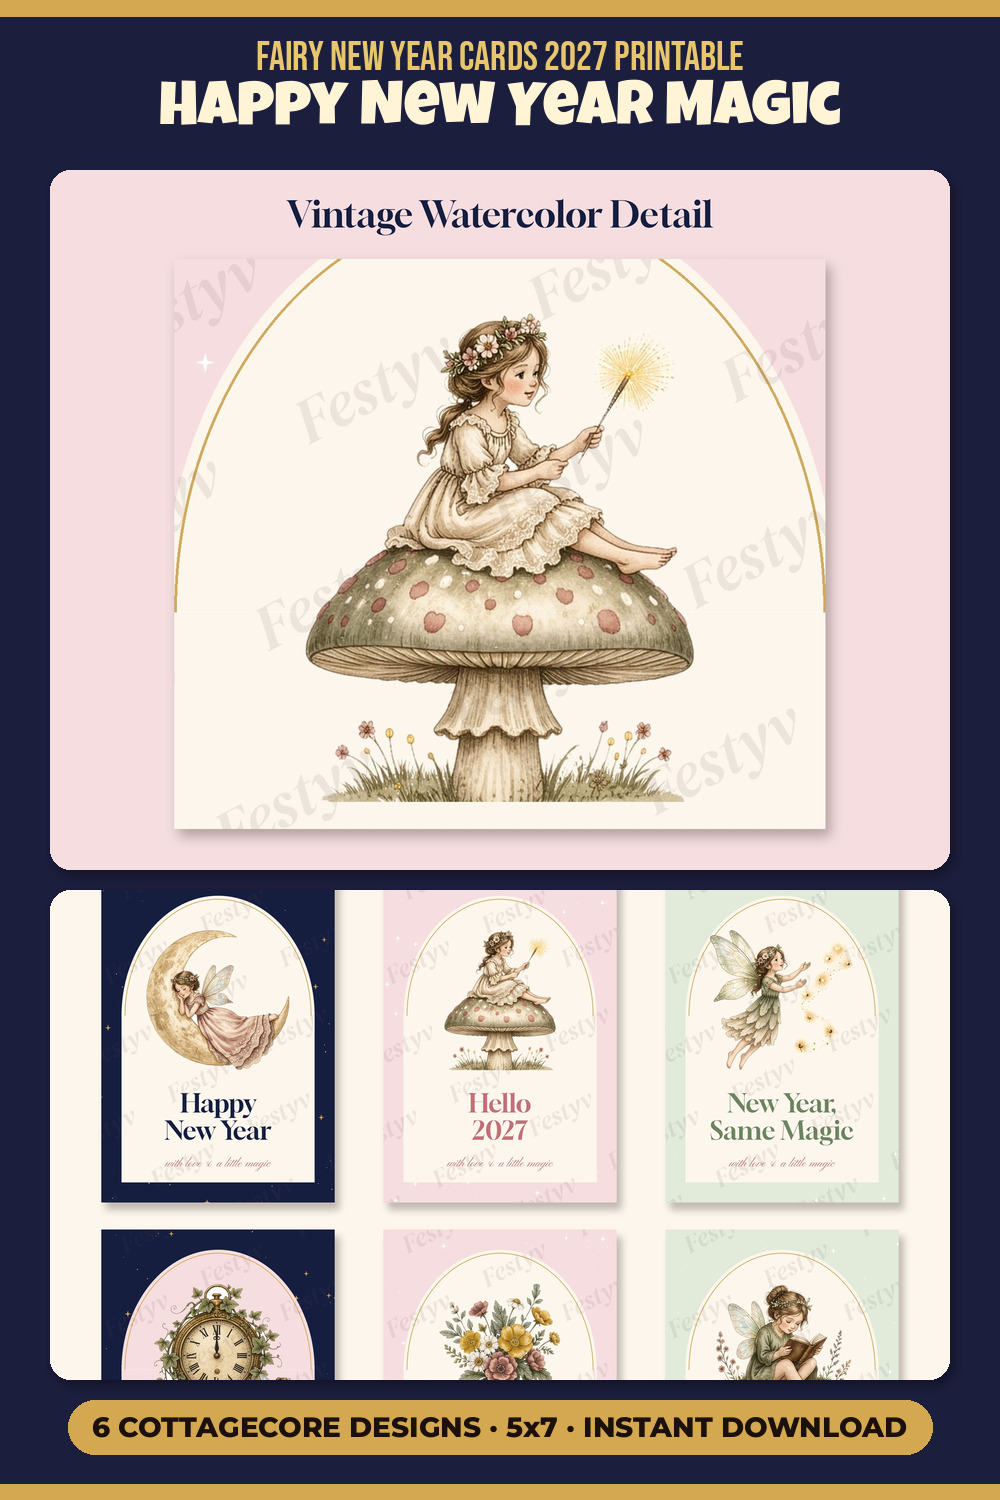 FAIRY NEW YEAR CARDS 2027 PRINTABLE
HAPPY NEW YEAR MAGIC
Vintage Watercolor Detail
Festyv
Happy
New Year
with love & a little magic
Hello
2027
with love & a little magic
New Year,
Same Magic
with love & a little magic
6 COTTAGECORE DESIGNS · 5x7 · INSTANT DOWNLOAD